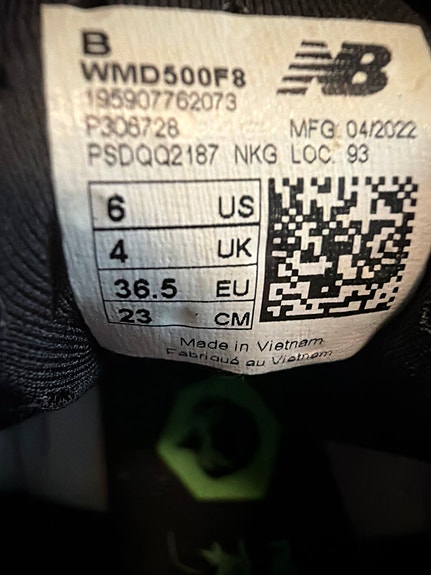 B
NB
WMD500F8
195907762073
P306728 MFG: 04/2022
PSDQQ2187 NKG LOC. 93
6 US
4 UK
36.5 EU
23 CM
Made in Vietnam
Fabriqué au Vietnam